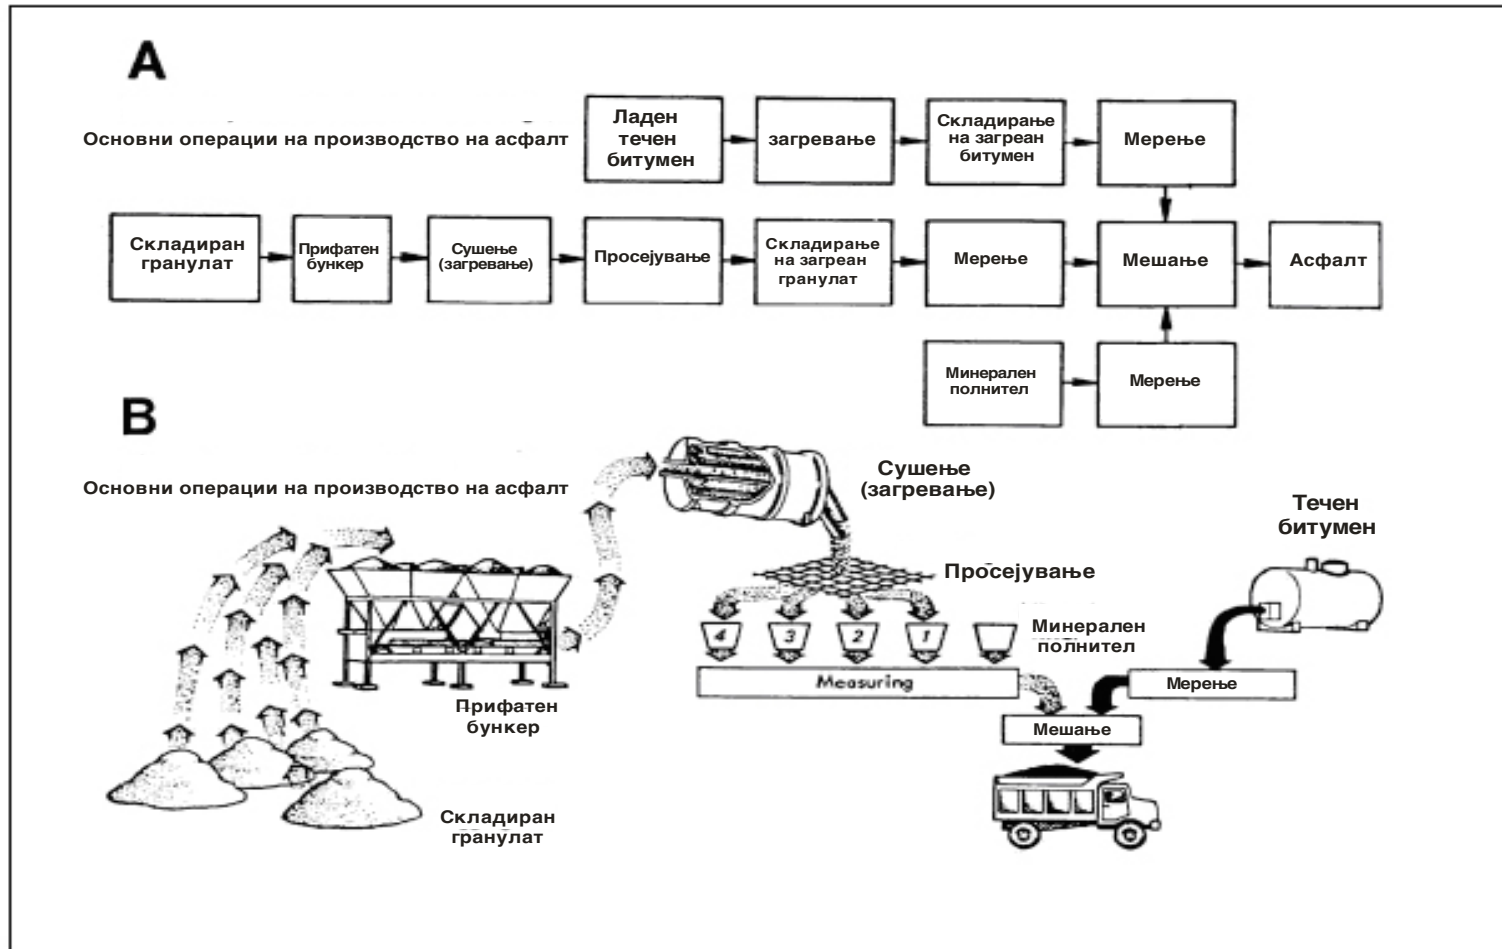 A
Основни операции на производство на асфалт
Ладен
течен
битумен
загревање
Складирање
на загреан
битумен
Мерење
Складиран
гранулат
Прифатен
бункер
Сушење
(загревање)
Просејување
Складирање
на загреан
гранулат
Мерење
Мешање
Асфалт
Минерален
полнител
Мерење
B
Основни операции на производство на асфалт
Сушење
(загревање)
Течен
битумен
Просејување
4 3 2 1
Минерален
полнител
Measuring
Мерење
Прифатен
бункер
Мешање
Складиран
гранулат